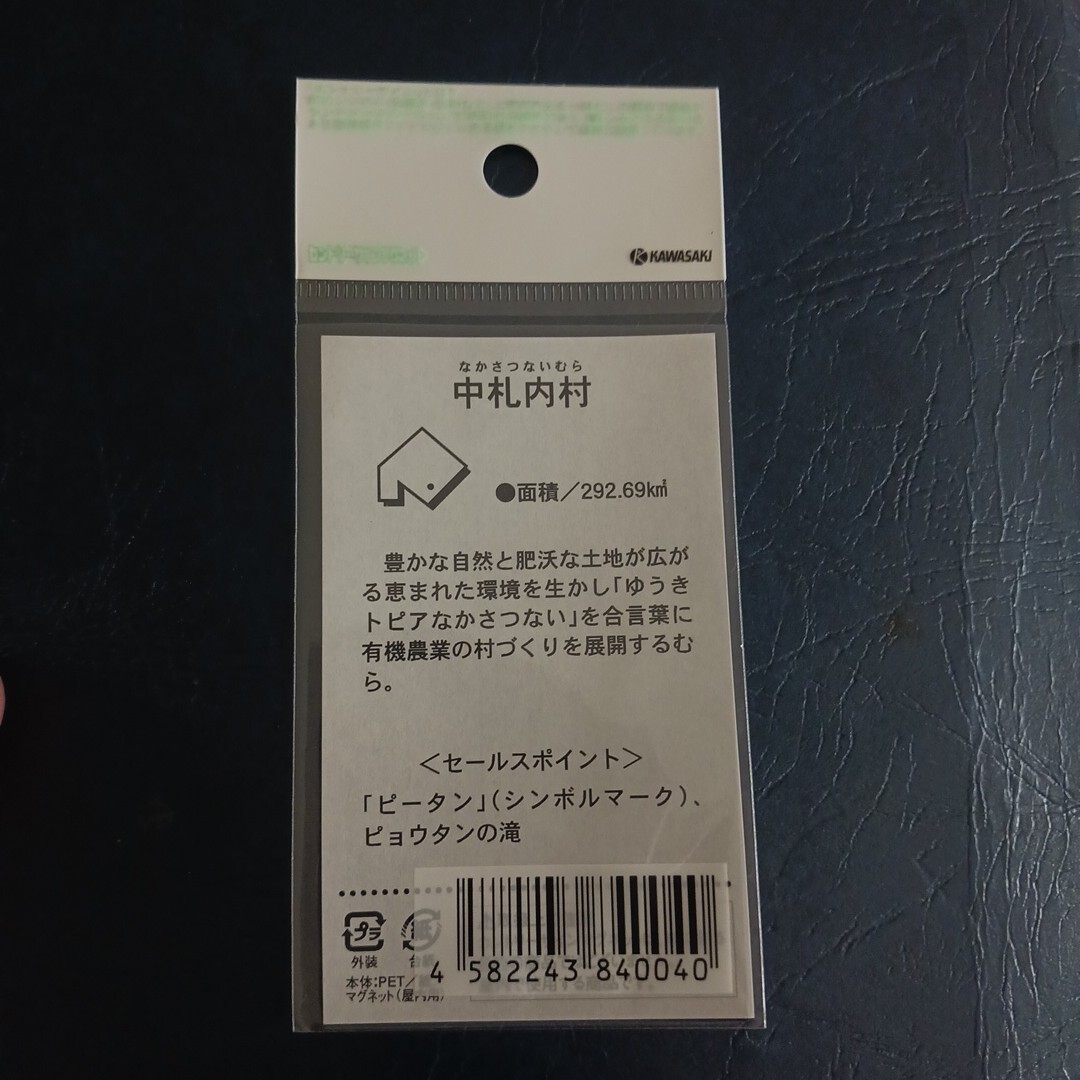 KAWASAKI
なかさつないむら
中札内村
●面積／292.69㎢
豊かな自然と肥沃な土地が広が
る恵まれた環境を生かし「ゆうき
トピアなかさつない」を合言葉に
有機農業の村づくりを展開するむ
ら。
＜セールスポイント＞
「ピータン」（シンボルマーク）、
ピョウタンの滝
プラ
外装
本体：PET／
マグネット（屋内用）
4 582243 840040